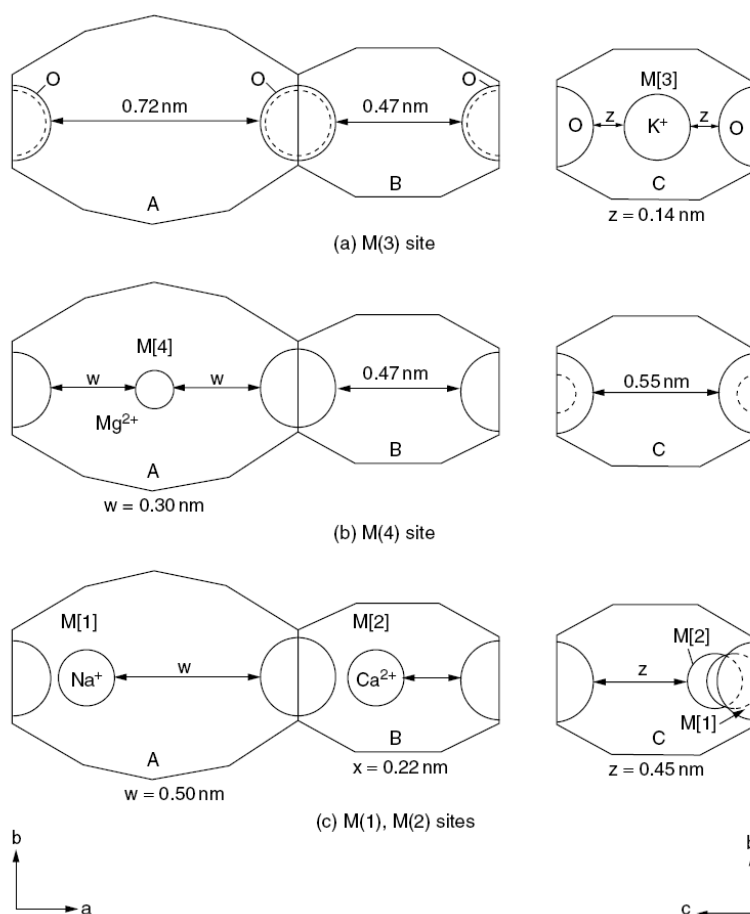 O O O
0.72 nm 0.47 nm
M[3]
O z K+ z O
A B C
z = 0.14 nm
(a) M(3) site
M[4]
w w 0.47 nm 0.55 nm
Mg2+
A B C
w = 0.30 nm
(b) M(4) site
M[1] M[2] M[2]
Na+ w Ca2+ z
M[1]
A B C
w = 0.50 nm x = 0.22 nm z = 0.45 nm
(c) M(1), M(2) sites
b b
a c